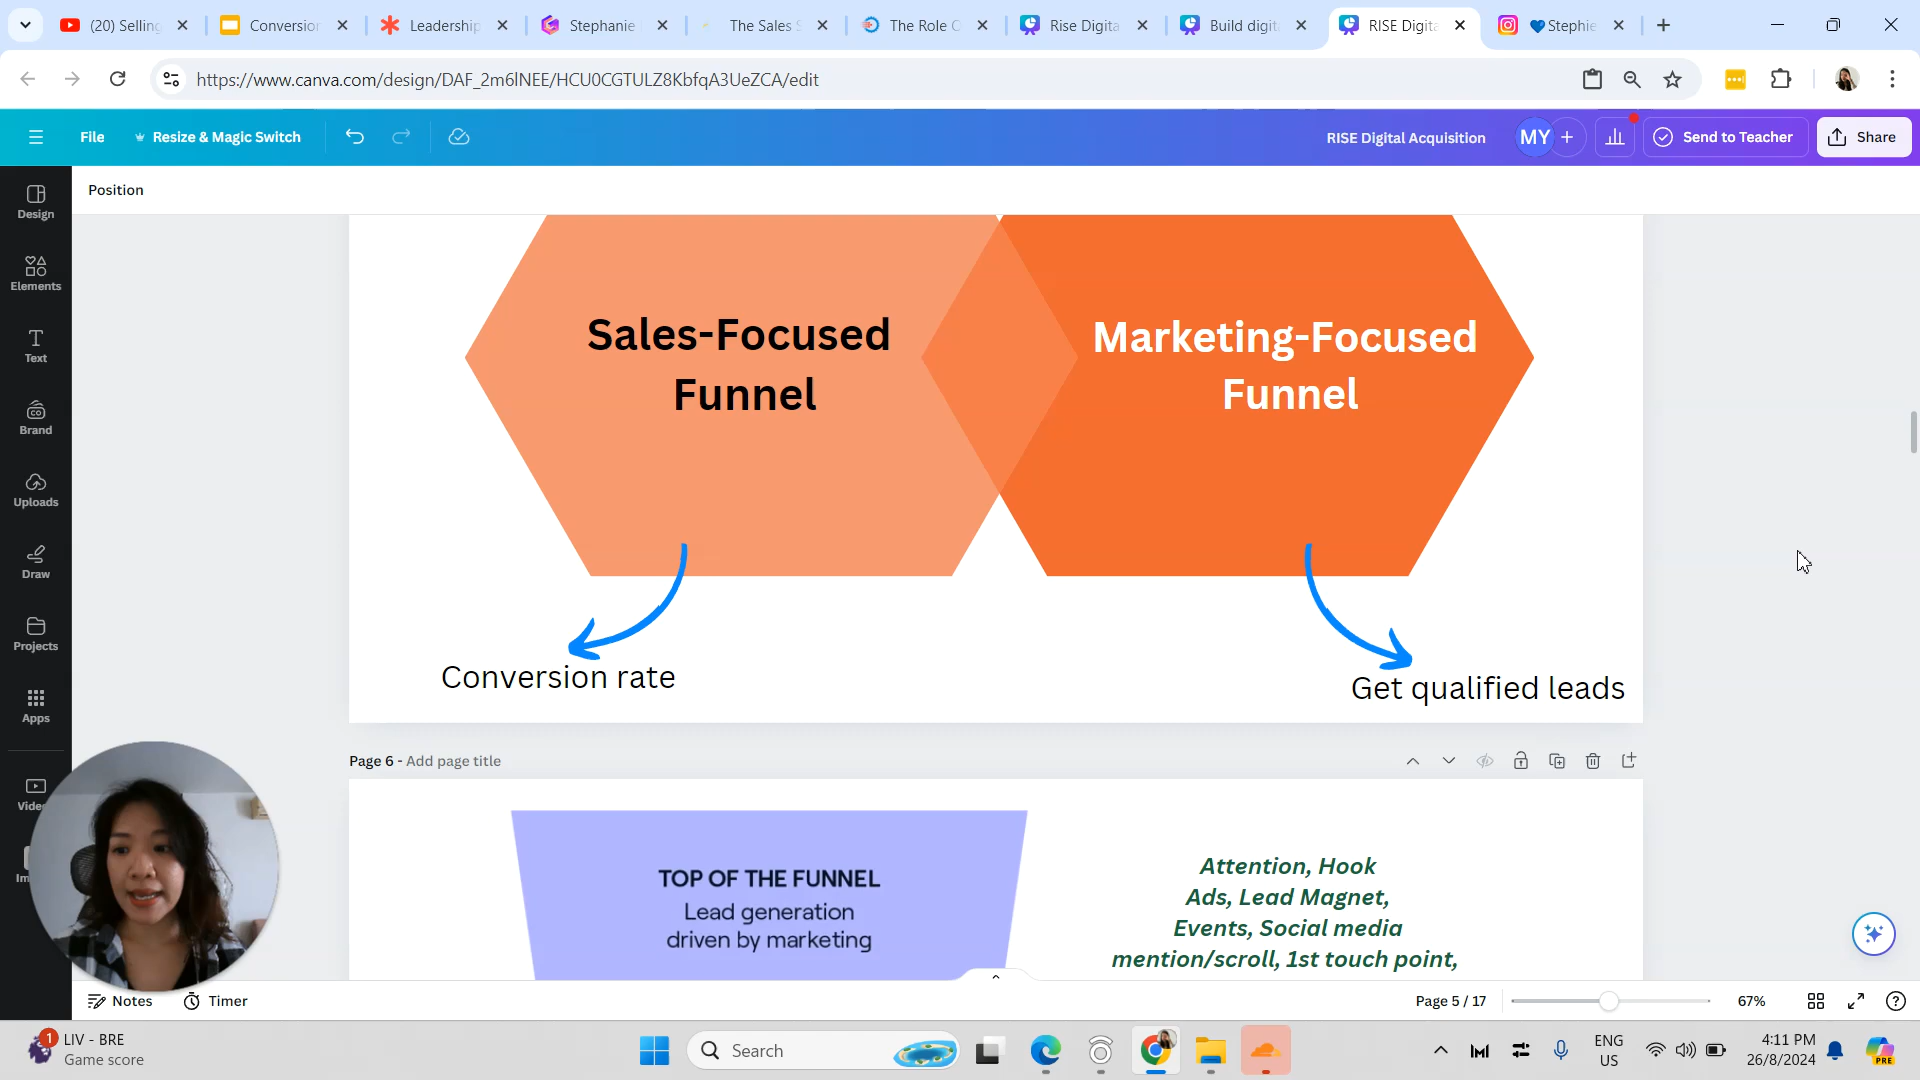 (20) Selling
Conversion
Leadership
Stephanie
The Sales S
The Role O
Rise Digita
Build digit
RISE Digita
💙Stephie
https://www.canva.com/design/DAF_2m6lNEE/HCU0CGTULZ8KbfqA3UeZCA/edit
File
Resize & Magic Switch
RISE Digital Acquisition
MY
Send to Teacher
Share
Position
Design
Elements
Text
Brand
Uploads
Draw
Projects
Apps
Sales-Focused
Funnel
Marketing-Focused
Funnel
Conversion rate
Get qualified leads
Page 6 - Add page title
TOP OF THE FUNNEL
Lead generation
driven by marketing
Attention, Hook
Ads, Lead Magnet,
Events, Social media
mention/scroll, 1st touch point,
Notes
Timer
Page 5 / 17
67%
1
LIV - BRE
Game score
Search
ENG
US
4:11 PM
26/8/2024
PRE